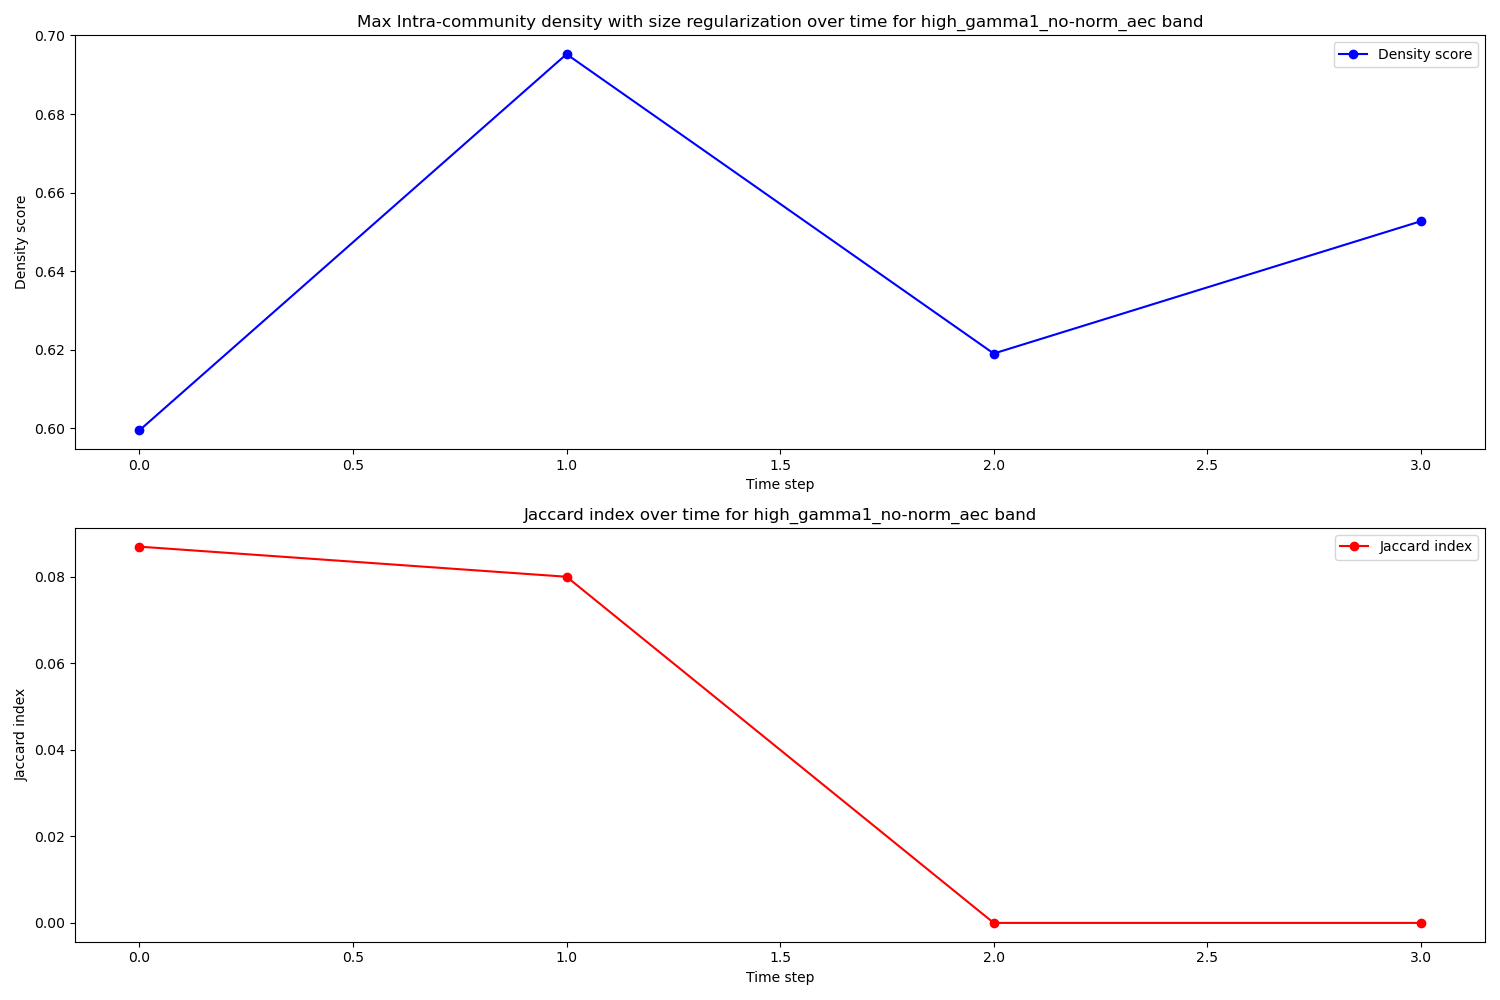 Max Intra-community density with size regularization over time for high_gamma1_no-norm_aec band
0.70
0.68
0.66
0.64
0.62
0.60
Density score
Density score
0.0 0.5 1.0 1.5 2.0 2.5 3.0
Time step
Jaccard index over time for high_gamma1_no-norm_aec band
0.08
0.06
0.04
0.02
0.00
Jaccard index
Jaccard index
0.0 0.5 1.0 1.5 2.0 2.5 3.0
Time step